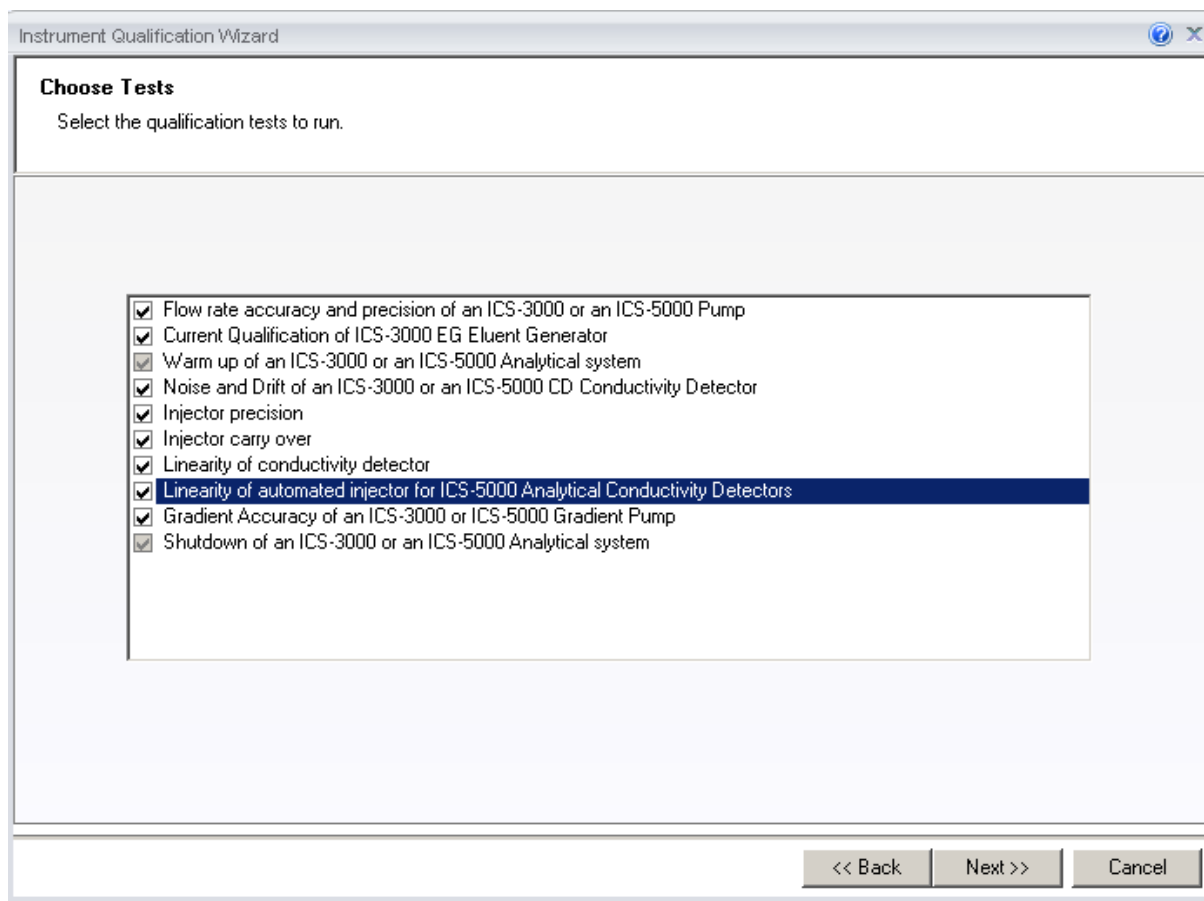 Instrument Qualification Wizard
Choose Tests
Select the qualification tests to run.
Flow rate accuracy and precision of an ICS-3000 or an ICS-5000 Pump
Current Qualification of ICS-3000 EG Eluent Generator
Warm up of an ICS-3000 or an ICS-5000 Analytical system
Noise and Drift of an ICS-3000 or an ICS-5000 CD Conductivity Detector
Injector precision
Injector carry over
Linearity of conductivity detector
Linearity of automated injector for ICS-5000 Analytical Conductivity Detectors
Gradient Accuracy of an ICS-3000 or ICS-5000 Gradient Pump
Shutdown of an ICS-3000 or an ICS-5000 Analytical system
<< Back Next >> Cancel